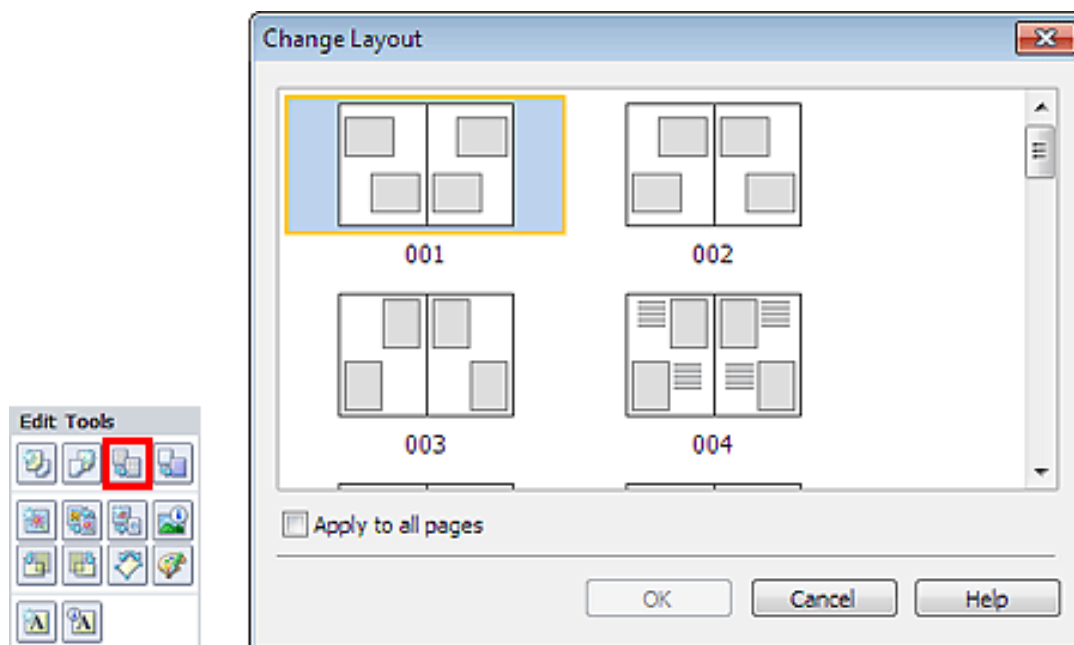 Change Layout
001
002
003
004
Edit Tools
Apply to all pages
OK
Cancel
Help